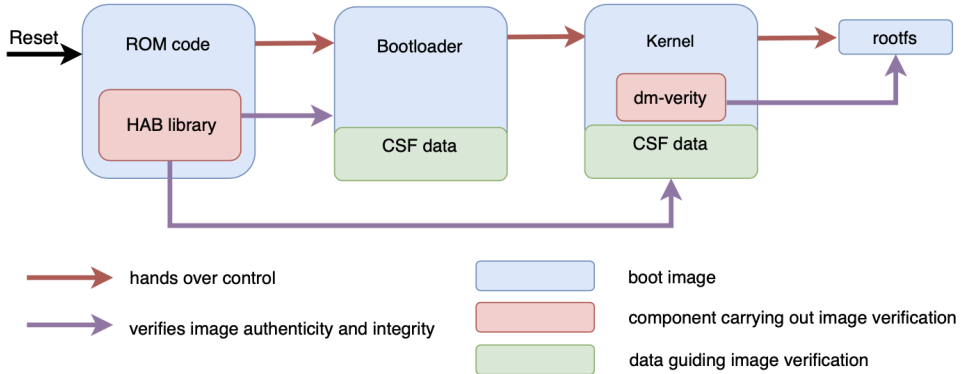 Reset
ROM code
Bootloader
Kernel
rootfs
HAB library
dm-verity
CSF data
CSF data
hands over control
verifies image authenticity and integrity
boot image
component carrying out image verification
data guiding image verification